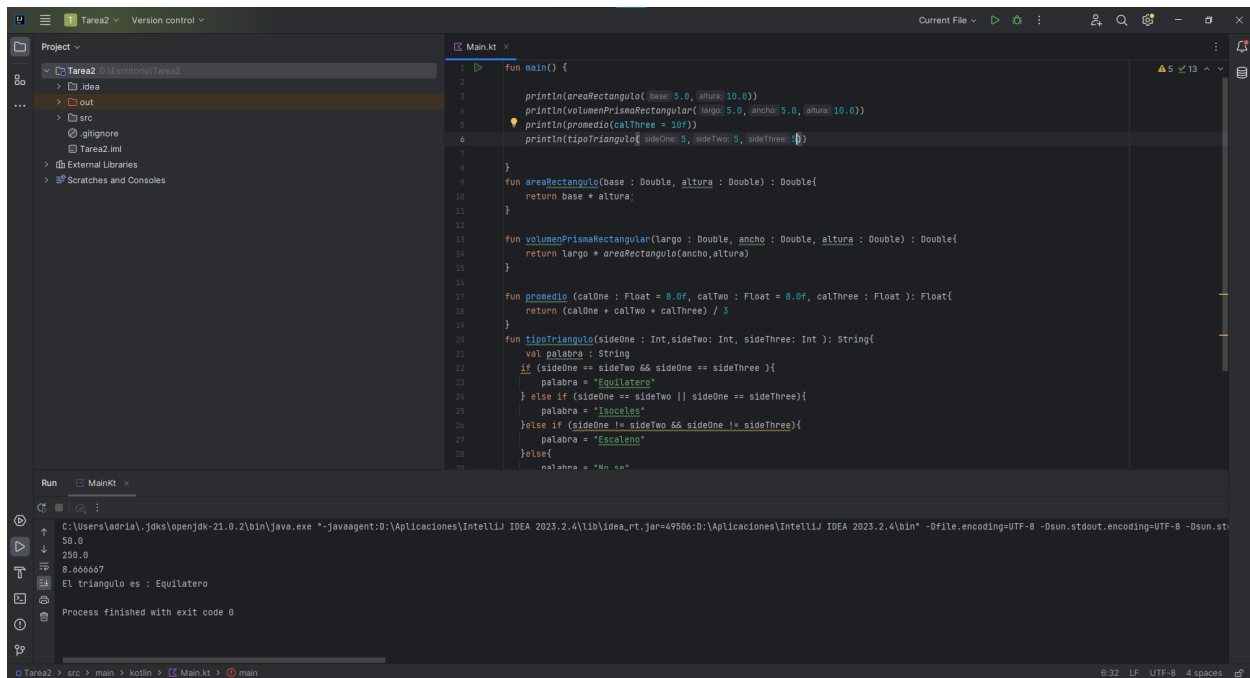 Tarea2 Version control Current File
Project Main.kt
Tarea2 D:\Escritorio\Tarea2
.idea
out
src
.gitignore
Tarea2.iml
External Libraries
Scratches and Consoles
5 13
1 fun main() {
2
3 println(areaRectangulo( base: 5.0, altura: 10.0))
4 println(volumenPrismaRectangular( largo: 5.0, ancho: 5.0, altura: 10.0))
5 println(promedio(calThree = 10f))
6 println(tipoTriangulo( sideOne: 5, sideTwo: 5, sideThree: 5))
7
8 }
9 fun areaRectangulo(base : Double, altura : Double) : Double{
10 return base * altura;
11 }
12
13 fun volumenPrismaRectangular(largo : Double, ancho : Double, altura : Double) : Double{
14 return largo * areaRectangulo(ancho,altura)
15 }
16
17 fun promedio (calOne : Float = 8.0f, calTwo : Float = 8.0f, calThree : Float ): Float{
18 return (calOne + calTwo + calThree) / 3
19 }
20 fun tipoTriangulo(sideOne : Int,sideTwo: Int, sideThree: Int ): String{
21 val palabra : String
22 if (sideOne == sideTwo && sideOne == sideThree ){
23 palabra = "Equilatero"
24 } else if (sideOne == sideTwo || sideOne == sideThree){
25 palabra = "Isoceles"
26 }else if (sideOne != sideTwo && sideOne != sideThree){
27 palabra = "Escaleno"
28 }else{
29 palabra = "No se"
Run MainKt
C:\Users\adria\.jdks\openjdk-21.0.2\bin\java.exe "-javaagent:D:\Aplicaciones\IntelliJ IDEA 2023.2.4\lib\idea_rt.jar=49506:D:\Aplicaciones\IntelliJ IDEA 2023.2.4\bin" -Dfile.encoding=UTF-8 -Dsun.stdout.encoding=UTF-8 -Dsun.st
50.0
250.0
8.666667
El triangulo es : Equilatero
Process finished with exit code 0
Tarea2 > src > main > kotlin > Main.kt > main 6:32 LF UTF-8 4 spaces